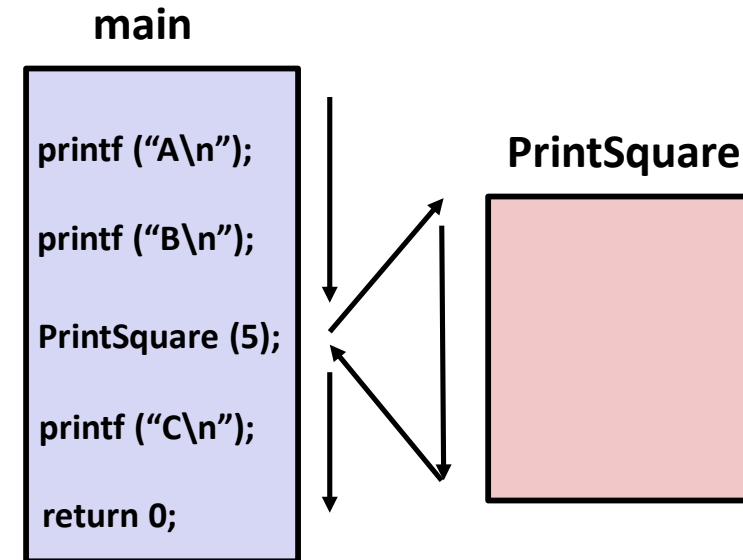 main
printf (“A\n”);
printf (“B\n”);
PrintSquare (5);
printf (“C\n”);
return 0;
PrintSquare